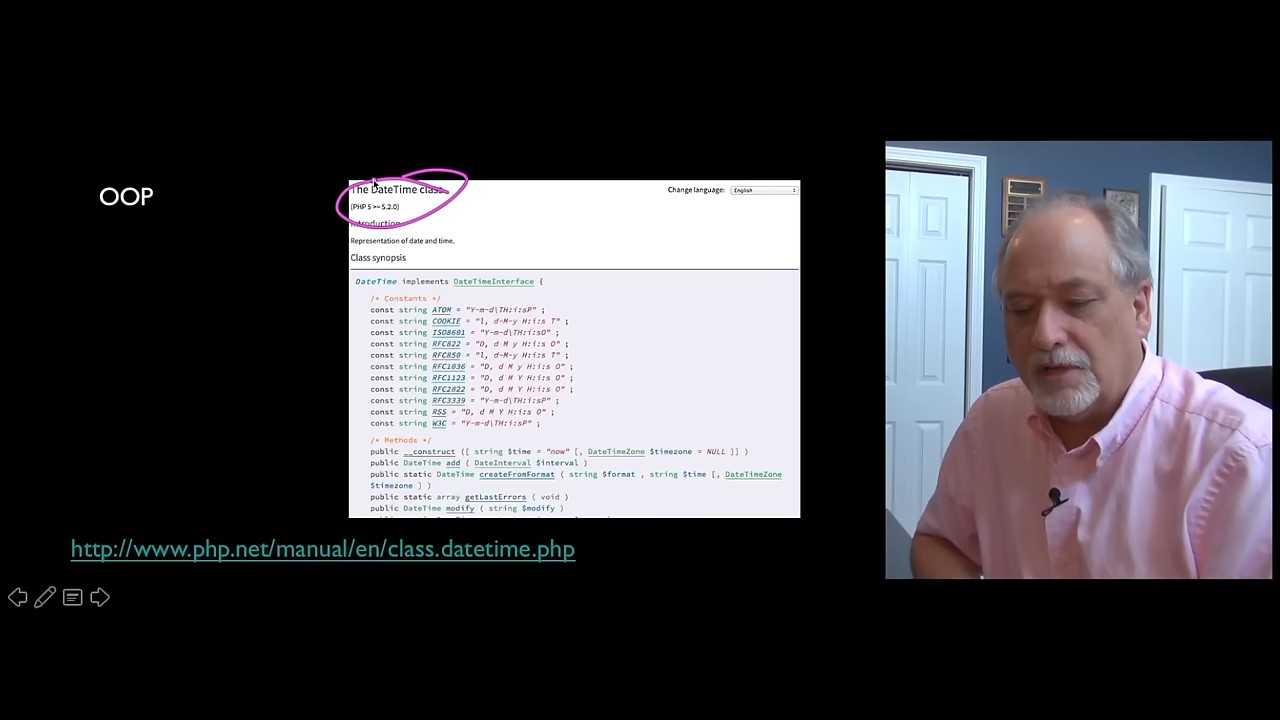 OOP
The DateTime class
Change language: English
(PHP 5 >= 5.2.0)
Introduction
Representation of date and time.
Class synopsis
DateTime implements DateTimeInterface {
/* Constants */
const string ATOM = "Y-m-d\TH:i:sP" ;
const string COOKIE = "l, d-M-y H:i:s T" ;
const string ISO8601 = "Y-m-d\TH:i:sO" ;
const string RFC822 = "D, d M y H:i:s O" ;
const string RFC850 = "l, d-M-y H:i:s T" ;
const string RFC1036 = "D, d M y H:i:s O" ;
const string RFC1123 = "D, d M Y H:i:s O" ;
const string RFC2822 = "D, d M Y H:i:s O" ;
const string RFC3339 = "Y-m-d\TH:i:sP" ;
const string RSS = "D, d M Y H:i:s O" ;
const string W3C = "Y-m-d\TH:i:sP" ;
/* Methods */
public __construct ([ string $time = "now" [, DateTimeZone $timezone = NULL ]] )
public DateTime add ( DateInterval $interval )
public static DateTime createFromFormat ( string $format , string $time [, DateTimeZone
$timezone ] )
public static array getLastErrors ( void )
public DateTime modify ( string $modify )
http://www.php.net/manual/en/class.datetime.php